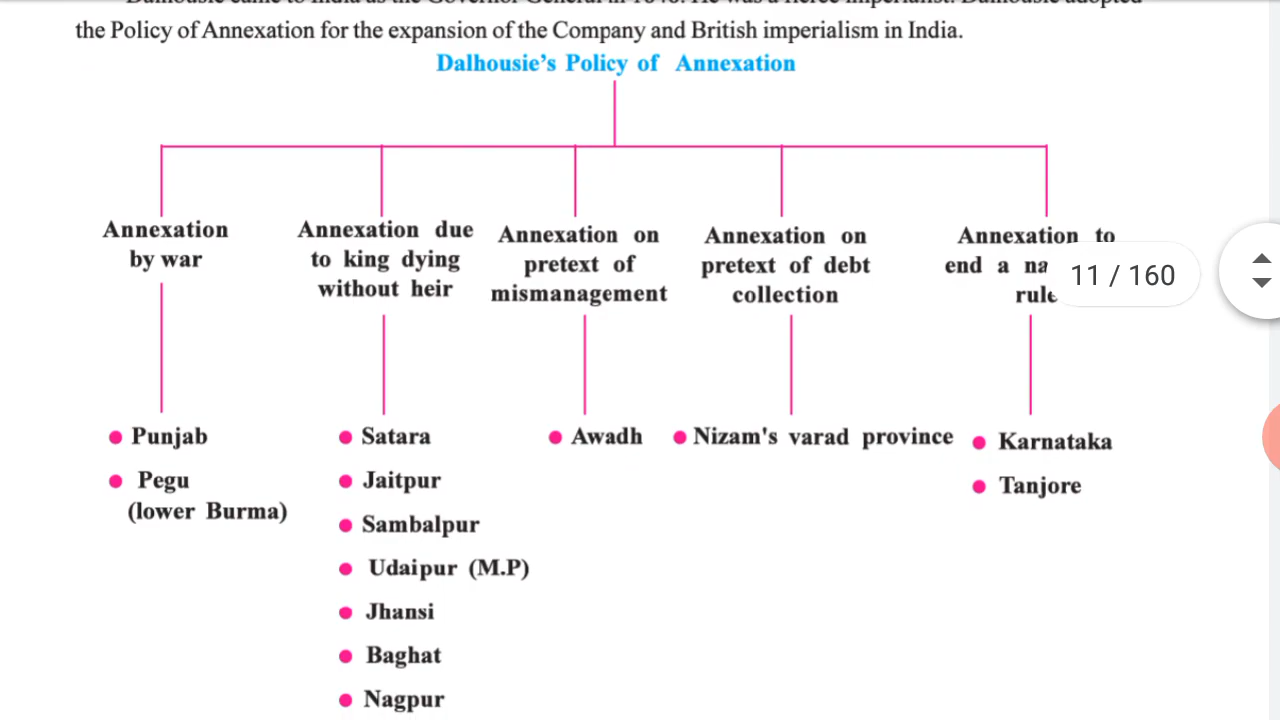 the Policy of Annexation for the expansion of the Company and British imperialism in India.
Dalhousie's Policy of Annexation
Annexation
by war
Annexation due
to king dying
without heir
Annexation on
pretext of
mismanagement
Annexation on
pretext of debt
collection
Annexation to
end a
rule
11 / 160
Punjab
Pegu
(lower Burma)
Satara
Jaitpur
Sambalpur
Udaipur (M.P)
Jhansi
Baghat
Nagpur
Awadh
Nizam's varad province
Karnataka
Tanjore